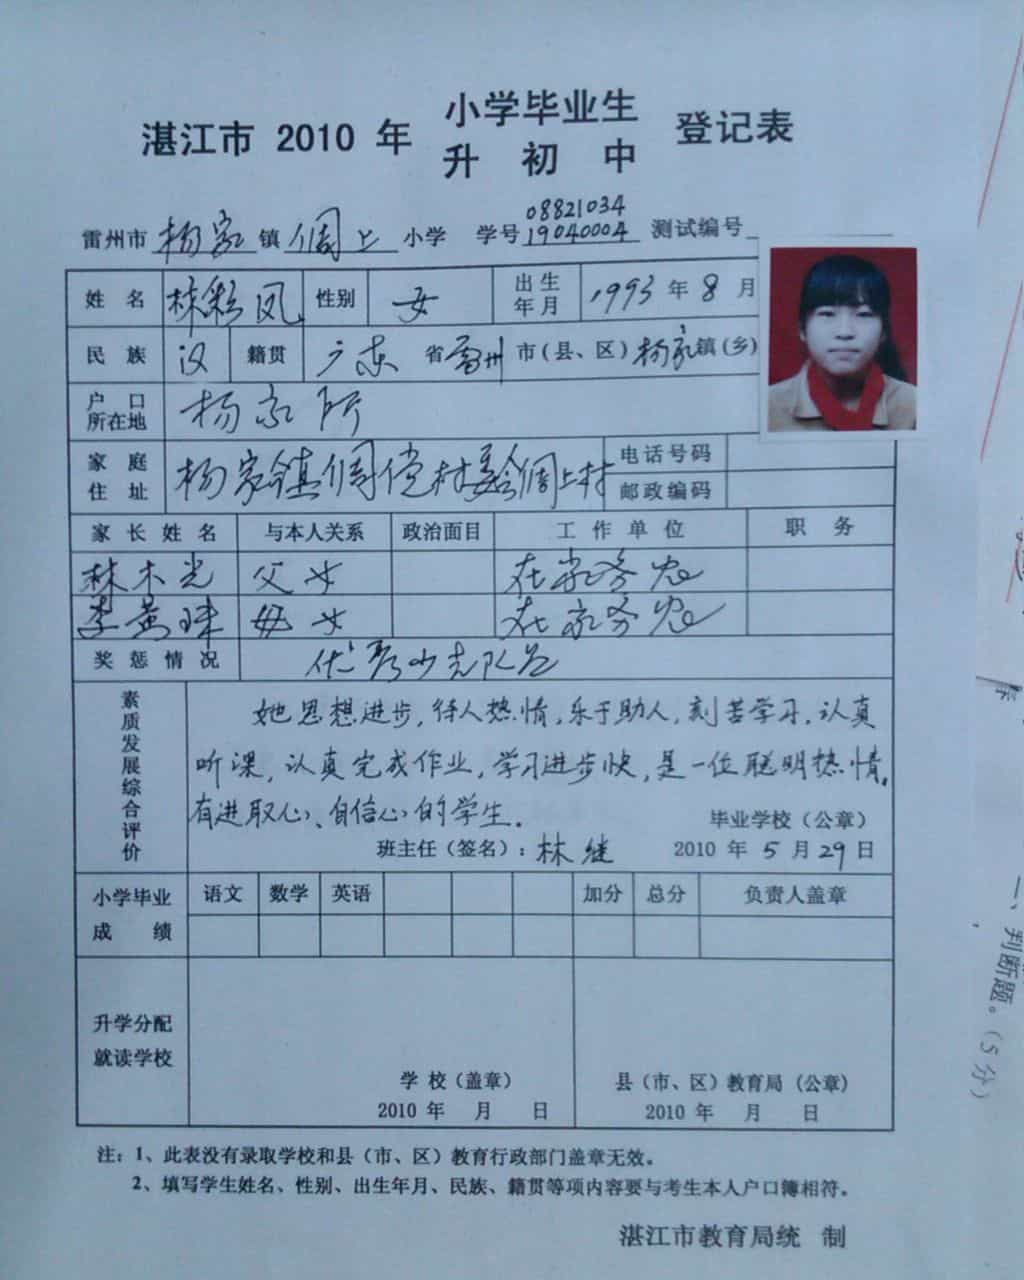 湛江市 2010 年 小学毕业生 登记表
升 初 中
08821034
雷州市 杨家 镇 倜上 小学 学号 19040004 测试编号
姓 名 林彩凤 性别 女 出生年月 1993 年 8 月
民 族 汉 籍贯 广东 省 雷州 市(县、区) 杨家 镇(乡)
户 口 所在地 杨家所
家 庭 住 址 杨家镇 村 倜上村 电话号码
邮政编码
家 长 姓 名 与本人关系 政治面目 工 作 单 位 职 务
林木光 父女 在家务农
李黄球 母女 在家务农
奖 惩 情 况 优秀少先队员
素质发展综合评价
她思想进步,待人热情,乐于助人,刻苦学习,认真
听课,认真完成作业,学习进步快,是一位聪明热情,
有进取心、自信心的学生. 毕业学校(公章)
班主任(签名): 林继 2010 年 5 月 29 日
小学毕业 语文 数学 英语 加分 总分 负责人盖章
成 绩
升学分配
就读学校
学 校(盖章) 县(市、区)教育局(公章)
2010 年 月 日 2010 年 月 日
注:1、此表没有录取学校和县(市、区)教育行政部门盖章无效。
2、填写学生姓名、性别、出生年月、民族、籍贯等项内容要与考生本人户口簿相符。
湛江市教育局统 制
一、判断题。(5分)